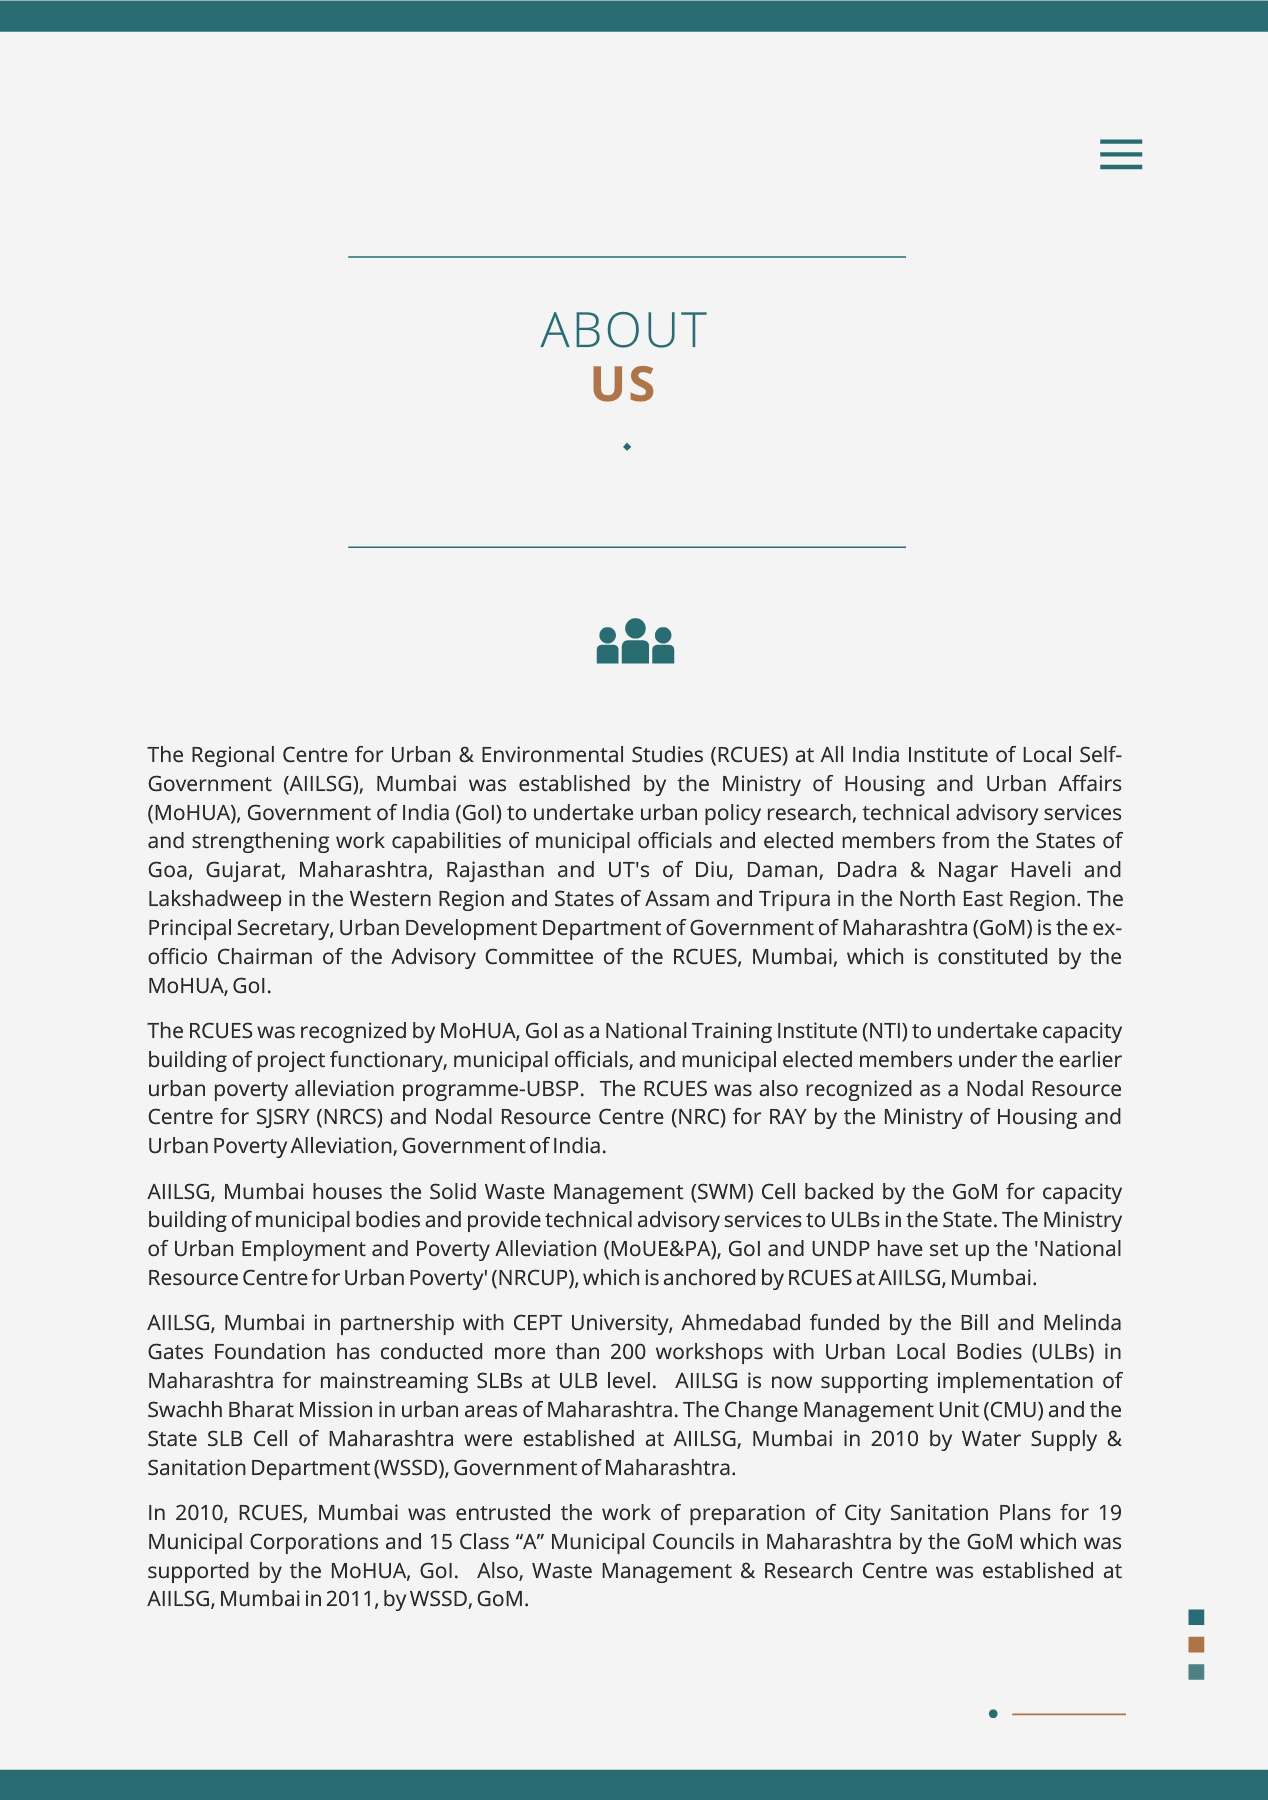 ABOUT
US
The Regional Centre for Urban & Environmental Studies (RCUES) at All India Institute of Local Self-
Government (AIILSG), Mumbai was established by the Ministry of Housing and Urban Affairs
(MoHUA), Government of India (GoI) to undertake urban policy research, technical advisory services
and strengthening work capabilities of municipal officials and elected members from the States of
Goa, Gujarat, Maharashtra, Rajasthan and UT's of Diu, Daman, Dadra & Nagar Haveli and
Lakshadweep in the Western Region and States of Assam and Tripura in the North East Region. The
Principal Secretary, Urban Development Department of Government of Maharashtra (GoM) is the ex-
officio Chairman of the Advisory Committee of the RCUES, Mumbai, which is constituted by the
MoHUA, GoI.
The RCUES was recognized by MoHUA, GoI as a National Training Institute (NTI) to undertake capacity
building of project functionary, municipal officials, and municipal elected members under the earlier
urban poverty alleviation programme-UBSP. The RCUES was also recognized as a Nodal Resource
Centre for SJSRY (NRCS) and Nodal Resource Centre (NRC) for RAY by the Ministry of Housing and
Urban Poverty Alleviation, Government of India.
AIILSG, Mumbai houses the Solid Waste Management (SWM) Cell backed by the GoM for capacity
building of municipal bodies and provide technical advisory services to ULBs in the State. The Ministry
of Urban Employment and Poverty Alleviation (MoUE&PA), GoI and UNDP have set up the 'National
Resource Centre for Urban Poverty' (NRCUP), which is anchored by RCUES at AIILSG, Mumbai.
AIILSG, Mumbai in partnership with CEPT University, Ahmedabad funded by the Bill and Melinda
Gates Foundation has conducted more than 200 workshops with Urban Local Bodies (ULBs) in
Maharashtra for mainstreaming SLBs at ULB level. AIILSG is now supporting implementation of
Swachh Bharat Mission in urban areas of Maharashtra. The Change Management Unit (CMU) and the
State SLB Cell of Maharashtra were established at AIILSG, Mumbai in 2010 by Water Supply &
Sanitation Department (WSSD), Government of Maharashtra.
In 2010, RCUES, Mumbai was entrusted the work of preparation of City Sanitation Plans for 19
Municipal Corporations and 15 Class “A” Municipal Councils in Maharashtra by the GoM which was
supported by the MoHUA, GoI. Also, Waste Management & Research Centre was established at
AIILSG, Mumbai in 2011, by WSSD, GoM.